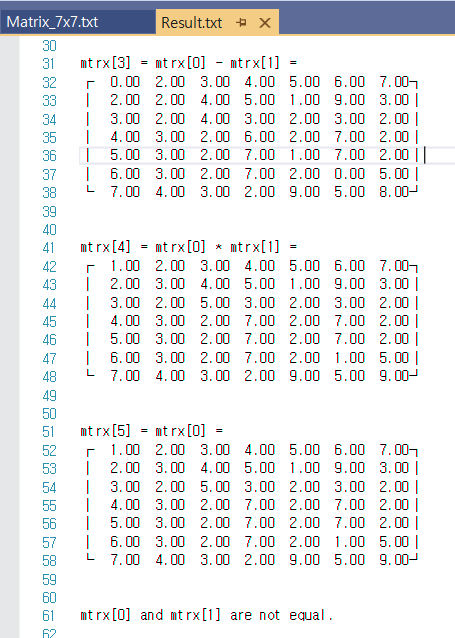 Matrix_7x7.txt Result.txt
30
31 mtrx[3] = mtrx[0] - mtrx[1] =
32 ┌ 0.00 2.00 3.00 4.00 5.00 6.00 7.00┐
33 │ 2.00 2.00 4.00 5.00 1.00 9.00 3.00│
34 │ 3.00 2.00 4.00 3.00 2.00 3.00 2.00│
35 │ 4.00 3.00 2.00 6.00 2.00 7.00 2.00│
36 │ 5.00 3.00 2.00 7.00 1.00 7.00 2.00│
37 │ 6.00 3.00 2.00 7.00 2.00 0.00 5.00│
38 └ 7.00 4.00 3.00 2.00 9.00 5.00 8.00┘
39
40
41 mtrx[4] = mtrx[0] * mtrx[1] =
42 ┌ 1.00 2.00 3.00 4.00 5.00 6.00 7.00┐
43 │ 2.00 3.00 4.00 5.00 1.00 9.00 3.00│
44 │ 3.00 2.00 5.00 3.00 2.00 3.00 2.00│
45 │ 4.00 3.00 2.00 7.00 2.00 7.00 2.00│
46 │ 5.00 3.00 2.00 7.00 2.00 7.00 2.00│
47 │ 6.00 3.00 2.00 7.00 2.00 1.00 5.00│
48 └ 7.00 4.00 3.00 2.00 9.00 5.00 9.00┘
49
50
51 mtrx[5] = mtrx[0] =
52 ┌ 1.00 2.00 3.00 4.00 5.00 6.00 7.00┐
53 │ 2.00 3.00 4.00 5.00 1.00 9.00 3.00│
54 │ 3.00 2.00 5.00 3.00 2.00 3.00 2.00│
55 │ 4.00 3.00 2.00 7.00 2.00 7.00 2.00│
56 │ 5.00 3.00 2.00 7.00 2.00 7.00 2.00│
57 │ 6.00 3.00 2.00 7.00 2.00 1.00 5.00│
58 └ 7.00 4.00 3.00 2.00 9.00 5.00 9.00┘
59
60
61 mtrx[0] and mtrx[1] are not equal.
62